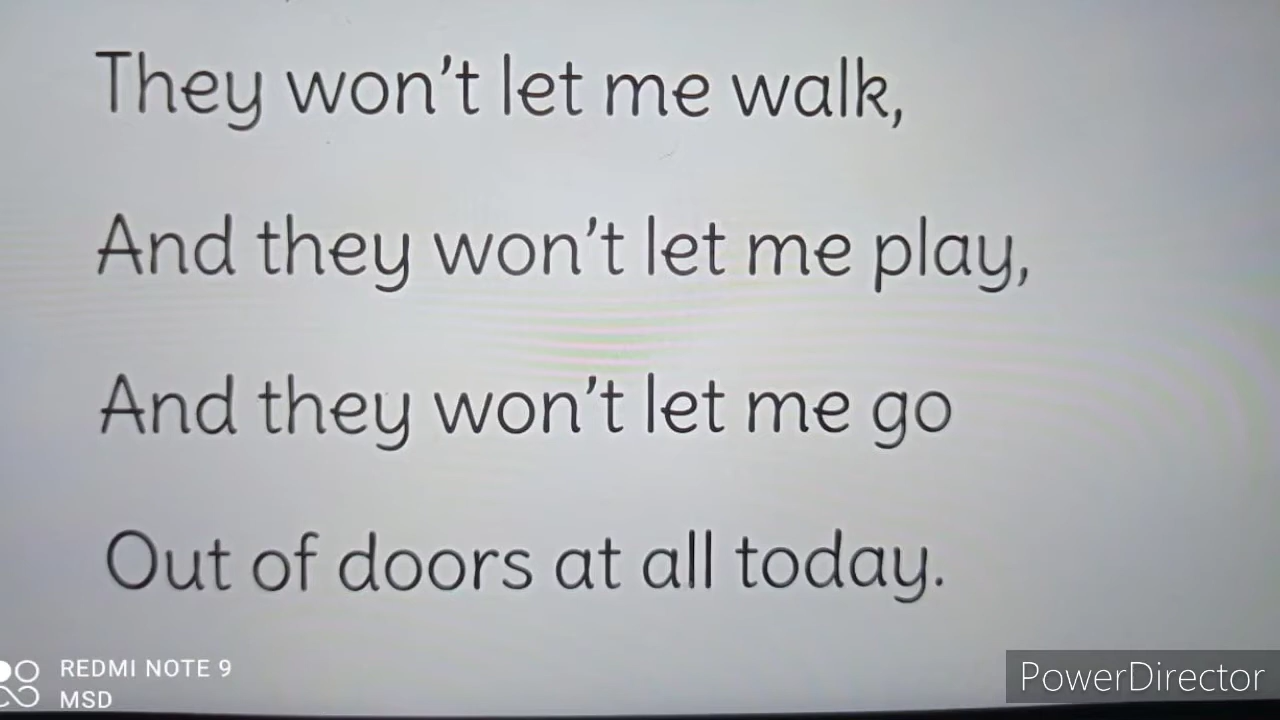 They won't let me walk,
And they won't let me play,
And they won't let me go
Out of doors at all today.
REDMI NOTE 9
MSD
PowerDirector